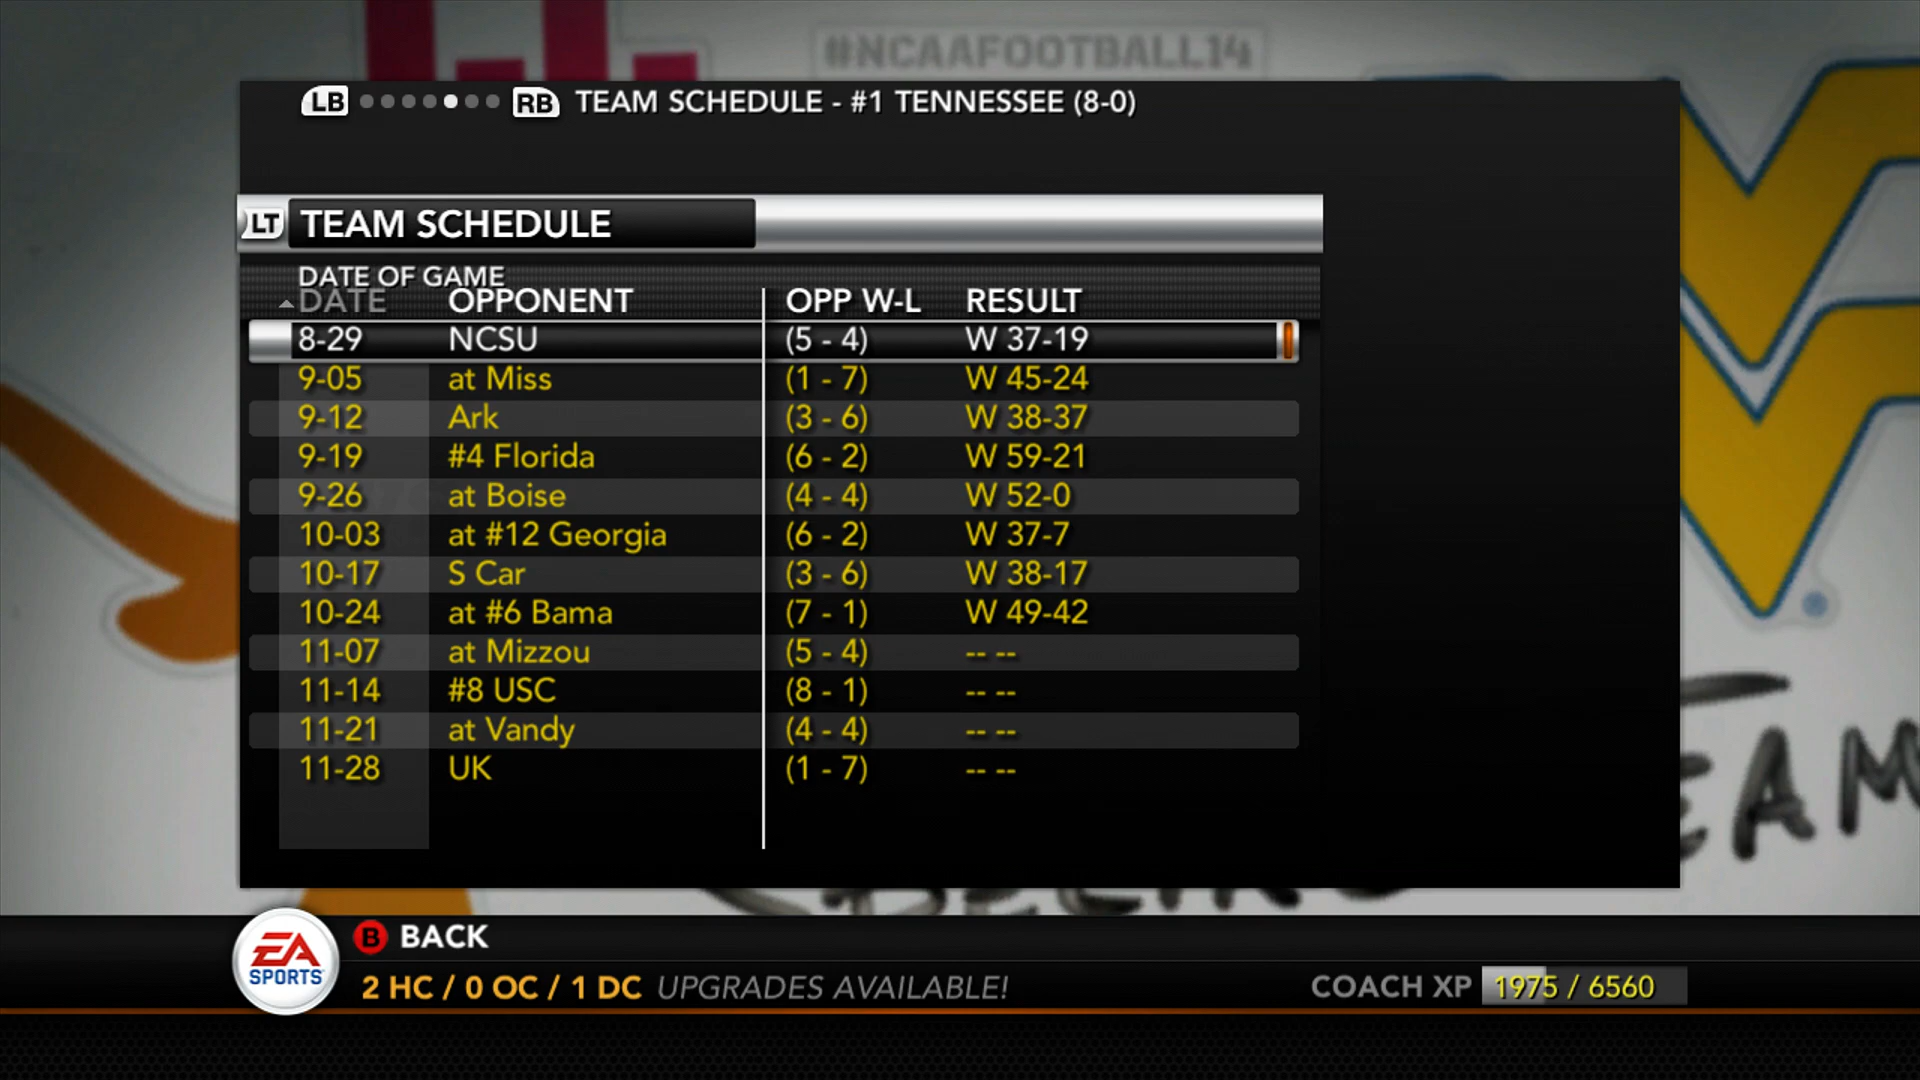 #NCAAFOOTBALL14
LB RB TEAM SCHEDULE - #1 TENNESSEE (8-0)
LT TEAM SCHEDULE
DATE OF GAME
DATE OPPONENT OPP W-L RESULT
8-29 NCSU (5 - 4) W 37-19
9-05 at Miss (1 - 7) W 45-24
9-12 Ark (3 - 6) W 38-37
9-19 #4 Florida (6 - 2) W 59-21
9-26 at Boise (4 - 4) W 52-0
10-03 at #12 Georgia (6 - 2) W 37-7
10-17 S Car (3 - 6) W 38-17
10-24 at #6 Bama (7 - 1) W 49-42
11-07 at Mizzou (5 - 4) -- --
11-14 #8 USC (8 - 1) -- --
11-21 at Vandy (4 - 4) -- --
11-28 UK (1 - 7) -- --
EA SPORTS
B BACK
2 HC / 0 OC / 1 DC UPGRADES AVAILABLE!
COACH XP 1975 / 6560